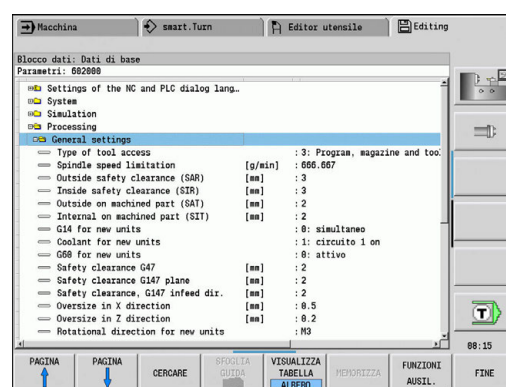 Macchina
smart.Turn
Editor utensile
Editing
Blocco dati: Dati di base
Parametri: 602000
Settings of the NC and PLC dialog lang…
System
Simulation
Processing
General settings
Type of tool access : 3: Program, magazine and tool
Spindle speed limitation [g/min] : 666.667
Outside safety clearance (SAR) [mm] : 3
Inside safety clearance (SIR) [mm] : 3
Outside on machined part (SAT) [mm] : 2
Internal on machined part (SIT) [mm] : 2
G14 for new units : 0: simultaneo
Coolant for new units : 1: circuito 1 on
G60 for new units : 0: attivo
Safety clearance G47 [mm] : 2
Safety clearance G147 plane [mm] : 2
Safety clearance, G147 infeed dir. [mm] : 2
Oversize in X direction [mm] : 0.5
Oversize in Z direction [mm] : 0.2
Rotational direction for new units : M3
T
08:15
PAGINA
PAGINA
CERCARE
SFOGLIA GUIDA
VISUALIZZA TABELLA ALBERO
MEMORIZZA
FUNZIONI AUSIL.
FINE